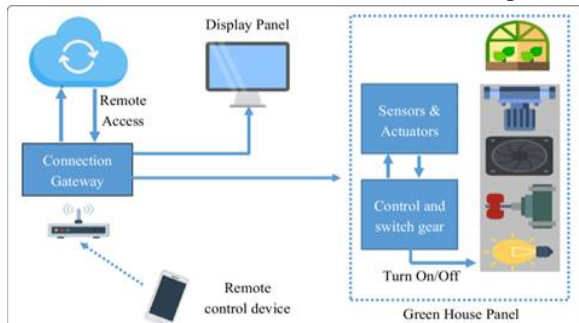 Display Panel
Remote
Access
Connection
Gateway
Sensors &
Actuators
Control and
switch gear
Turn On/Off
Remote
control device
Green House Panel